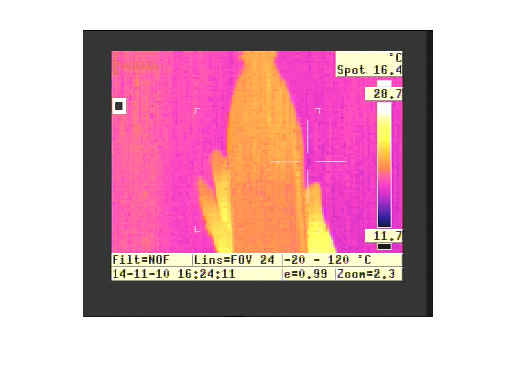 °C
Spot 16.4
28.7
11.7
Filt=NOF Lins=FOV 24 -20 - 120 °C
14-11-10 16:24:11 e=0.99 Zoom=2.3